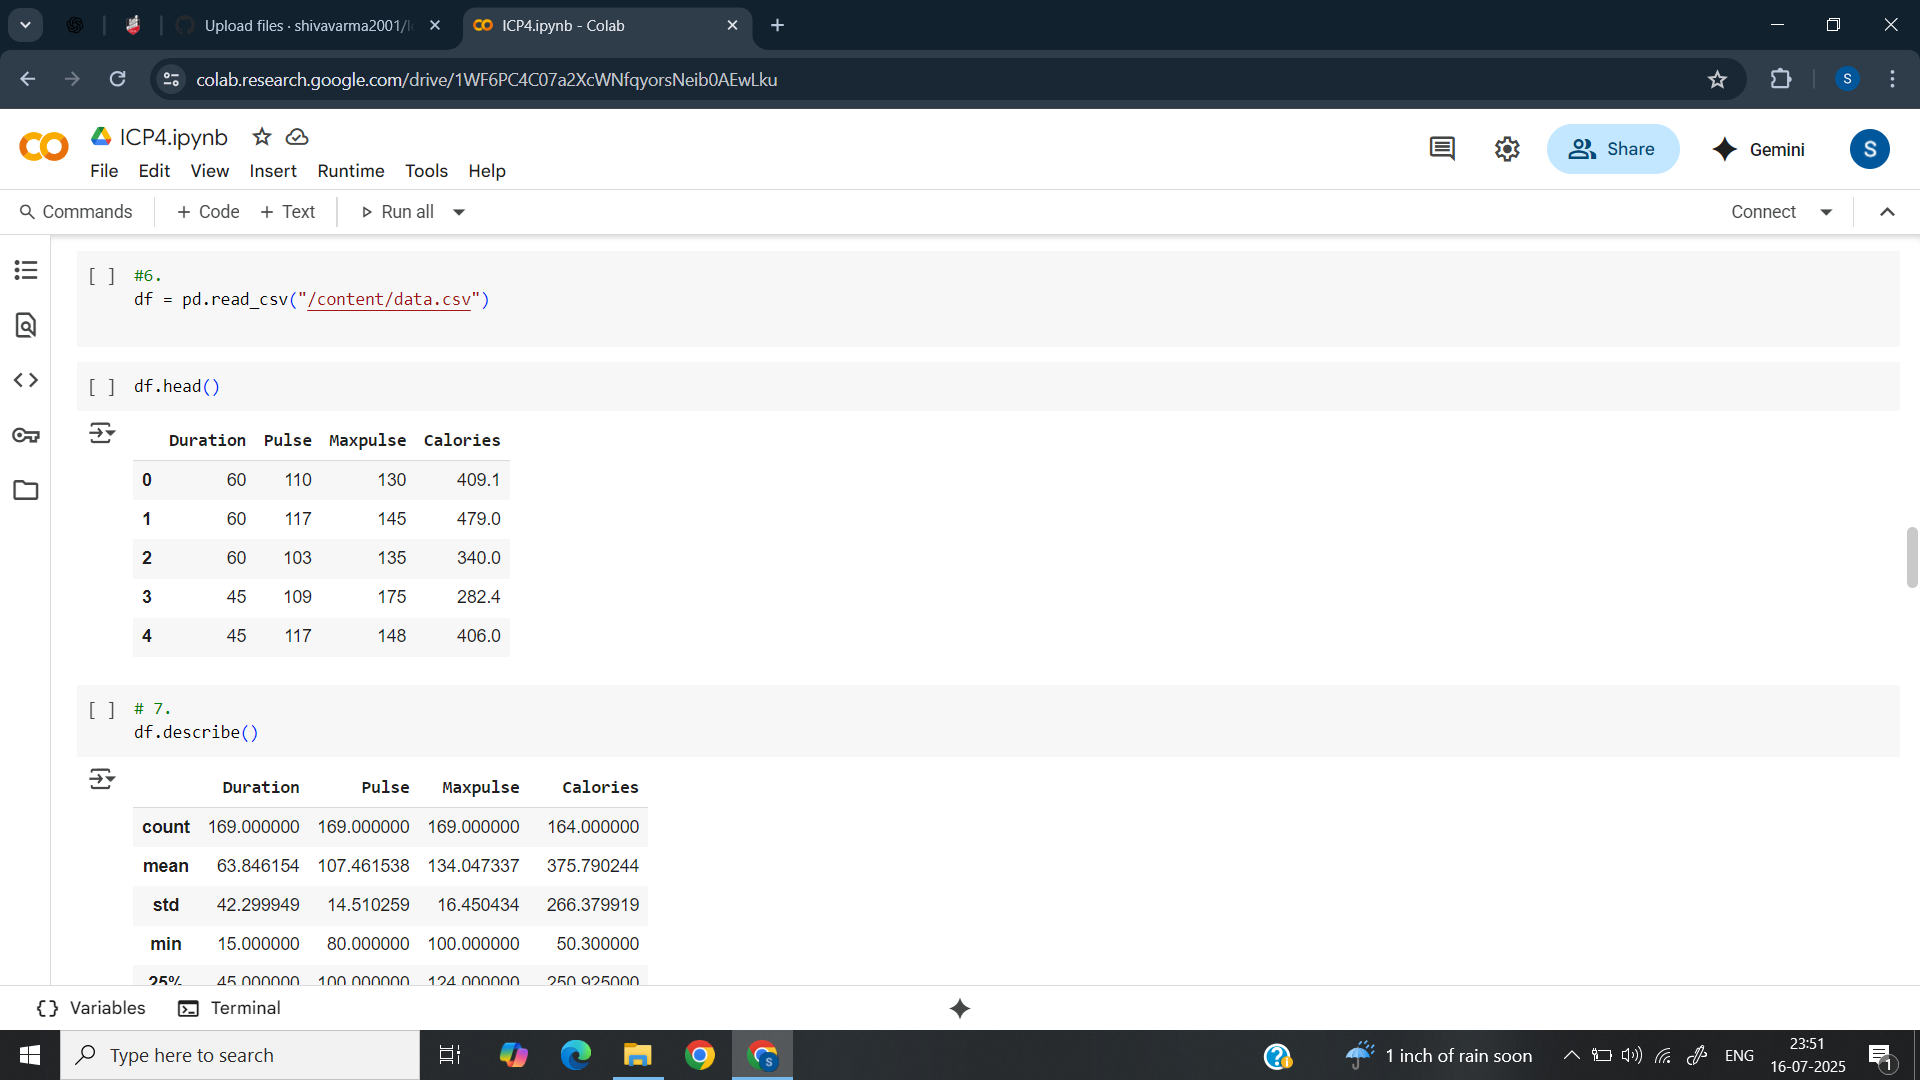 Upload files · shivavarma2001/I
ICP4.ipynb - Colab
colab.research.google.com/drive/1WF6PC4C07a2XcWNfqyorsNeib0AEwLku
S
ICP4.ipynb
File Edit View Insert Runtime Tools Help
Share
Gemini
S
Commands + Code + Text Run all
Connect
[ ] #6.
df = pd.read_csv("/content/data.csv")
[ ] df.head()
Duration Pulse Maxpulse Calories
0 60 110 130 409.1
1 60 117 145 479.0
2 60 103 135 340.0
3 45 109 175 282.4
4 45 117 148 406.0
[ ] # 7.
df.describe()
Duration Pulse Maxpulse Calories
count 169.000000 169.000000 169.000000 164.000000
mean 63.846154 107.461538 134.047337 375.790244
std 42.299949 14.510259 16.450434 266.379919
min 15.000000 80.000000 100.000000 50.300000
25% 45.000000 100.000000 124.000000 250.925000
Variables Terminal
Type here to search
S
1 inch of rain soon
ENG
23:51
16-07-2025
1